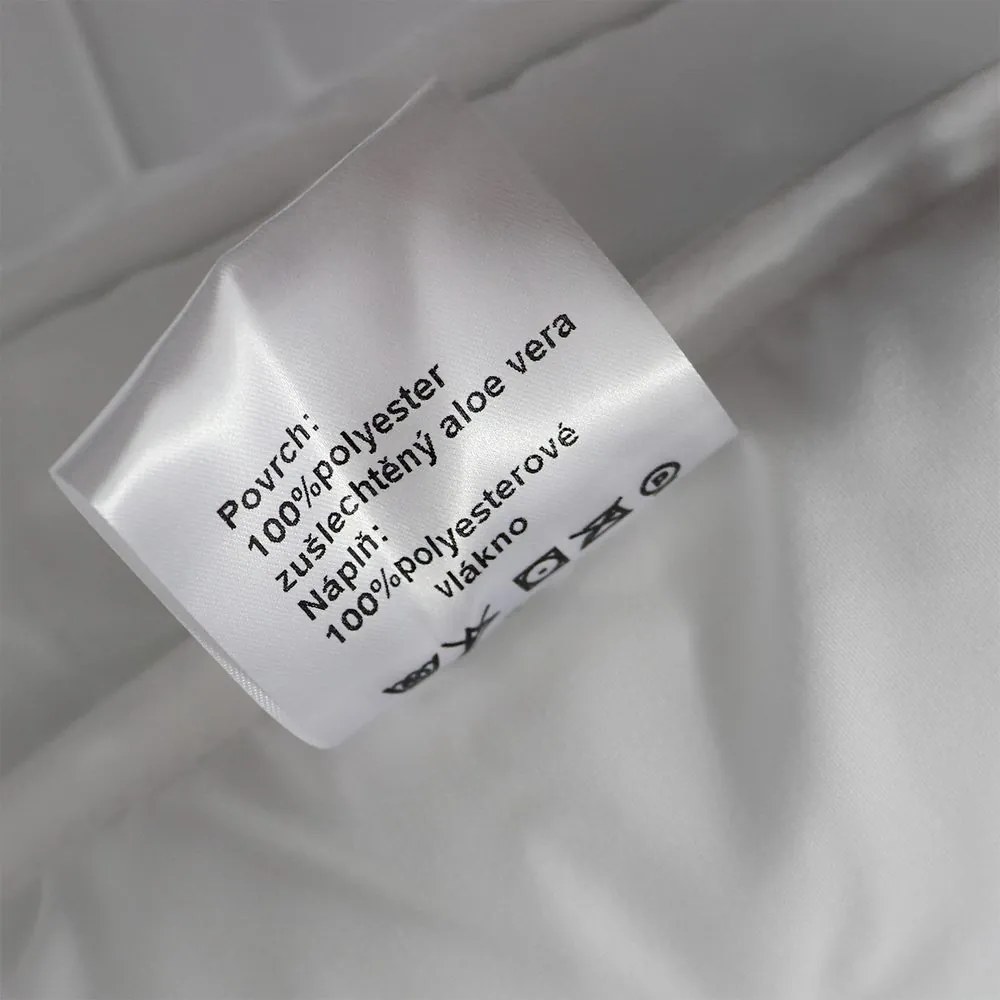 Povrch:
100%polyester
zušlechtěný aloe vera
Náplň:
100%polyesterové
vlákno
P